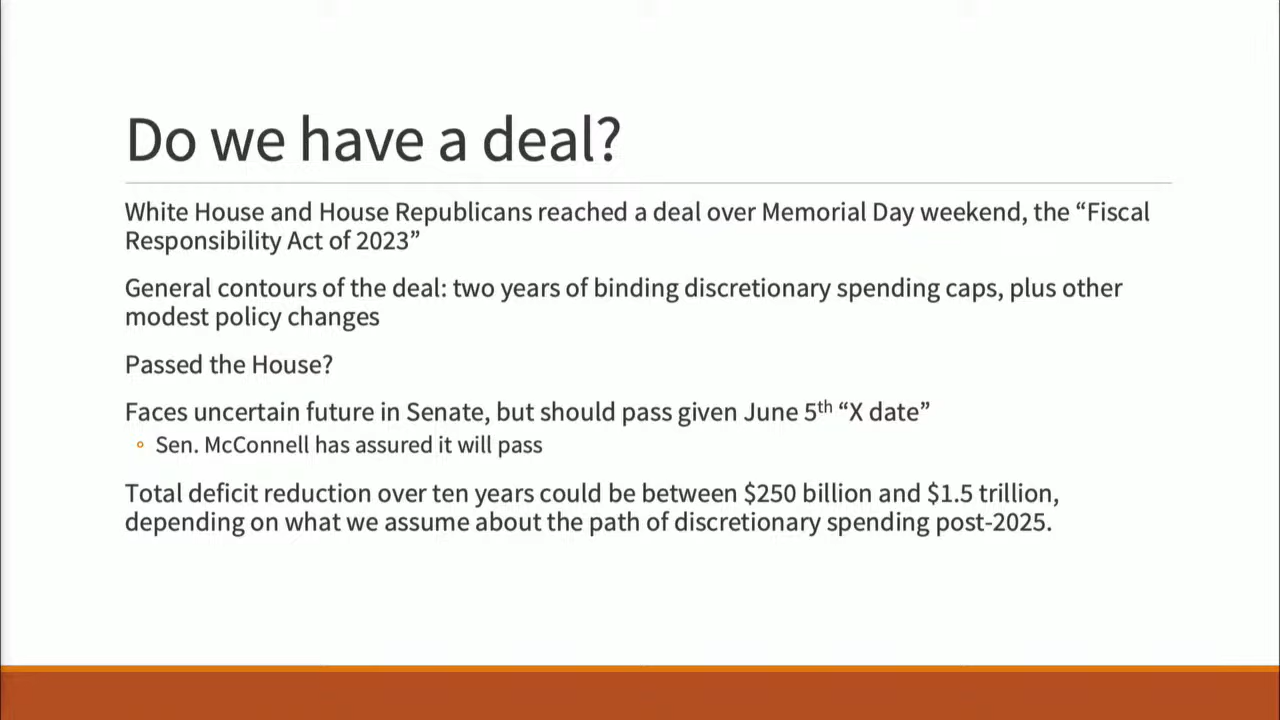 Do we have a deal?
White House and House Republicans reached a deal over Memorial Day weekend, the “Fiscal
Responsibility Act of 2023”
General contours of the deal: two years of binding discretionary spending caps, plus other
modest policy changes
Passed the House?
Faces uncertain future in Senate, but should pass given June 5th “X date”
Sen. McConnell has assured it will pass
Total deficit reduction over ten years could be between $250 billion and $1.5 trillion,
depending on what we assume about the path of discretionary spending post-2025.